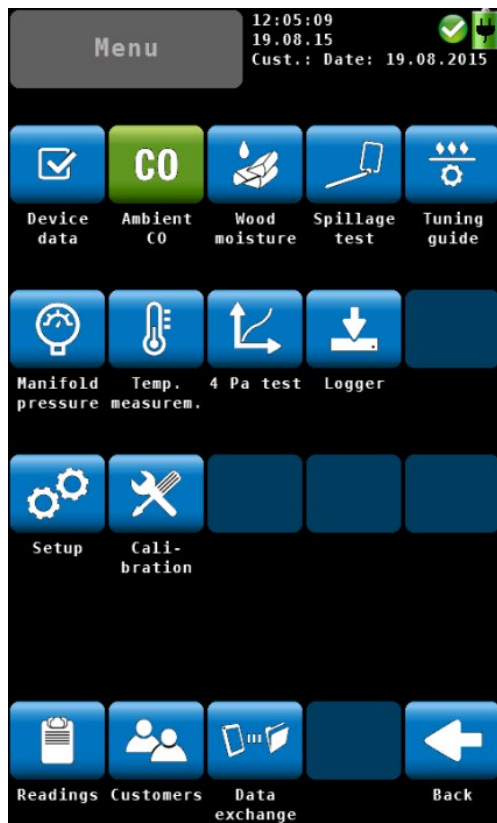 Menu
12:05:09
19.08.15
Cust.: Date: 19.08.2015
CO
Device
data
Ambient
CO
Wood
moisture
Spillage
test
Tuning
guide
Manifold
pressure
Temp.
measurem.
4 Pa test
Logger
Setup
Cali-
bration
Readings
Customers
Data
exchange
Back